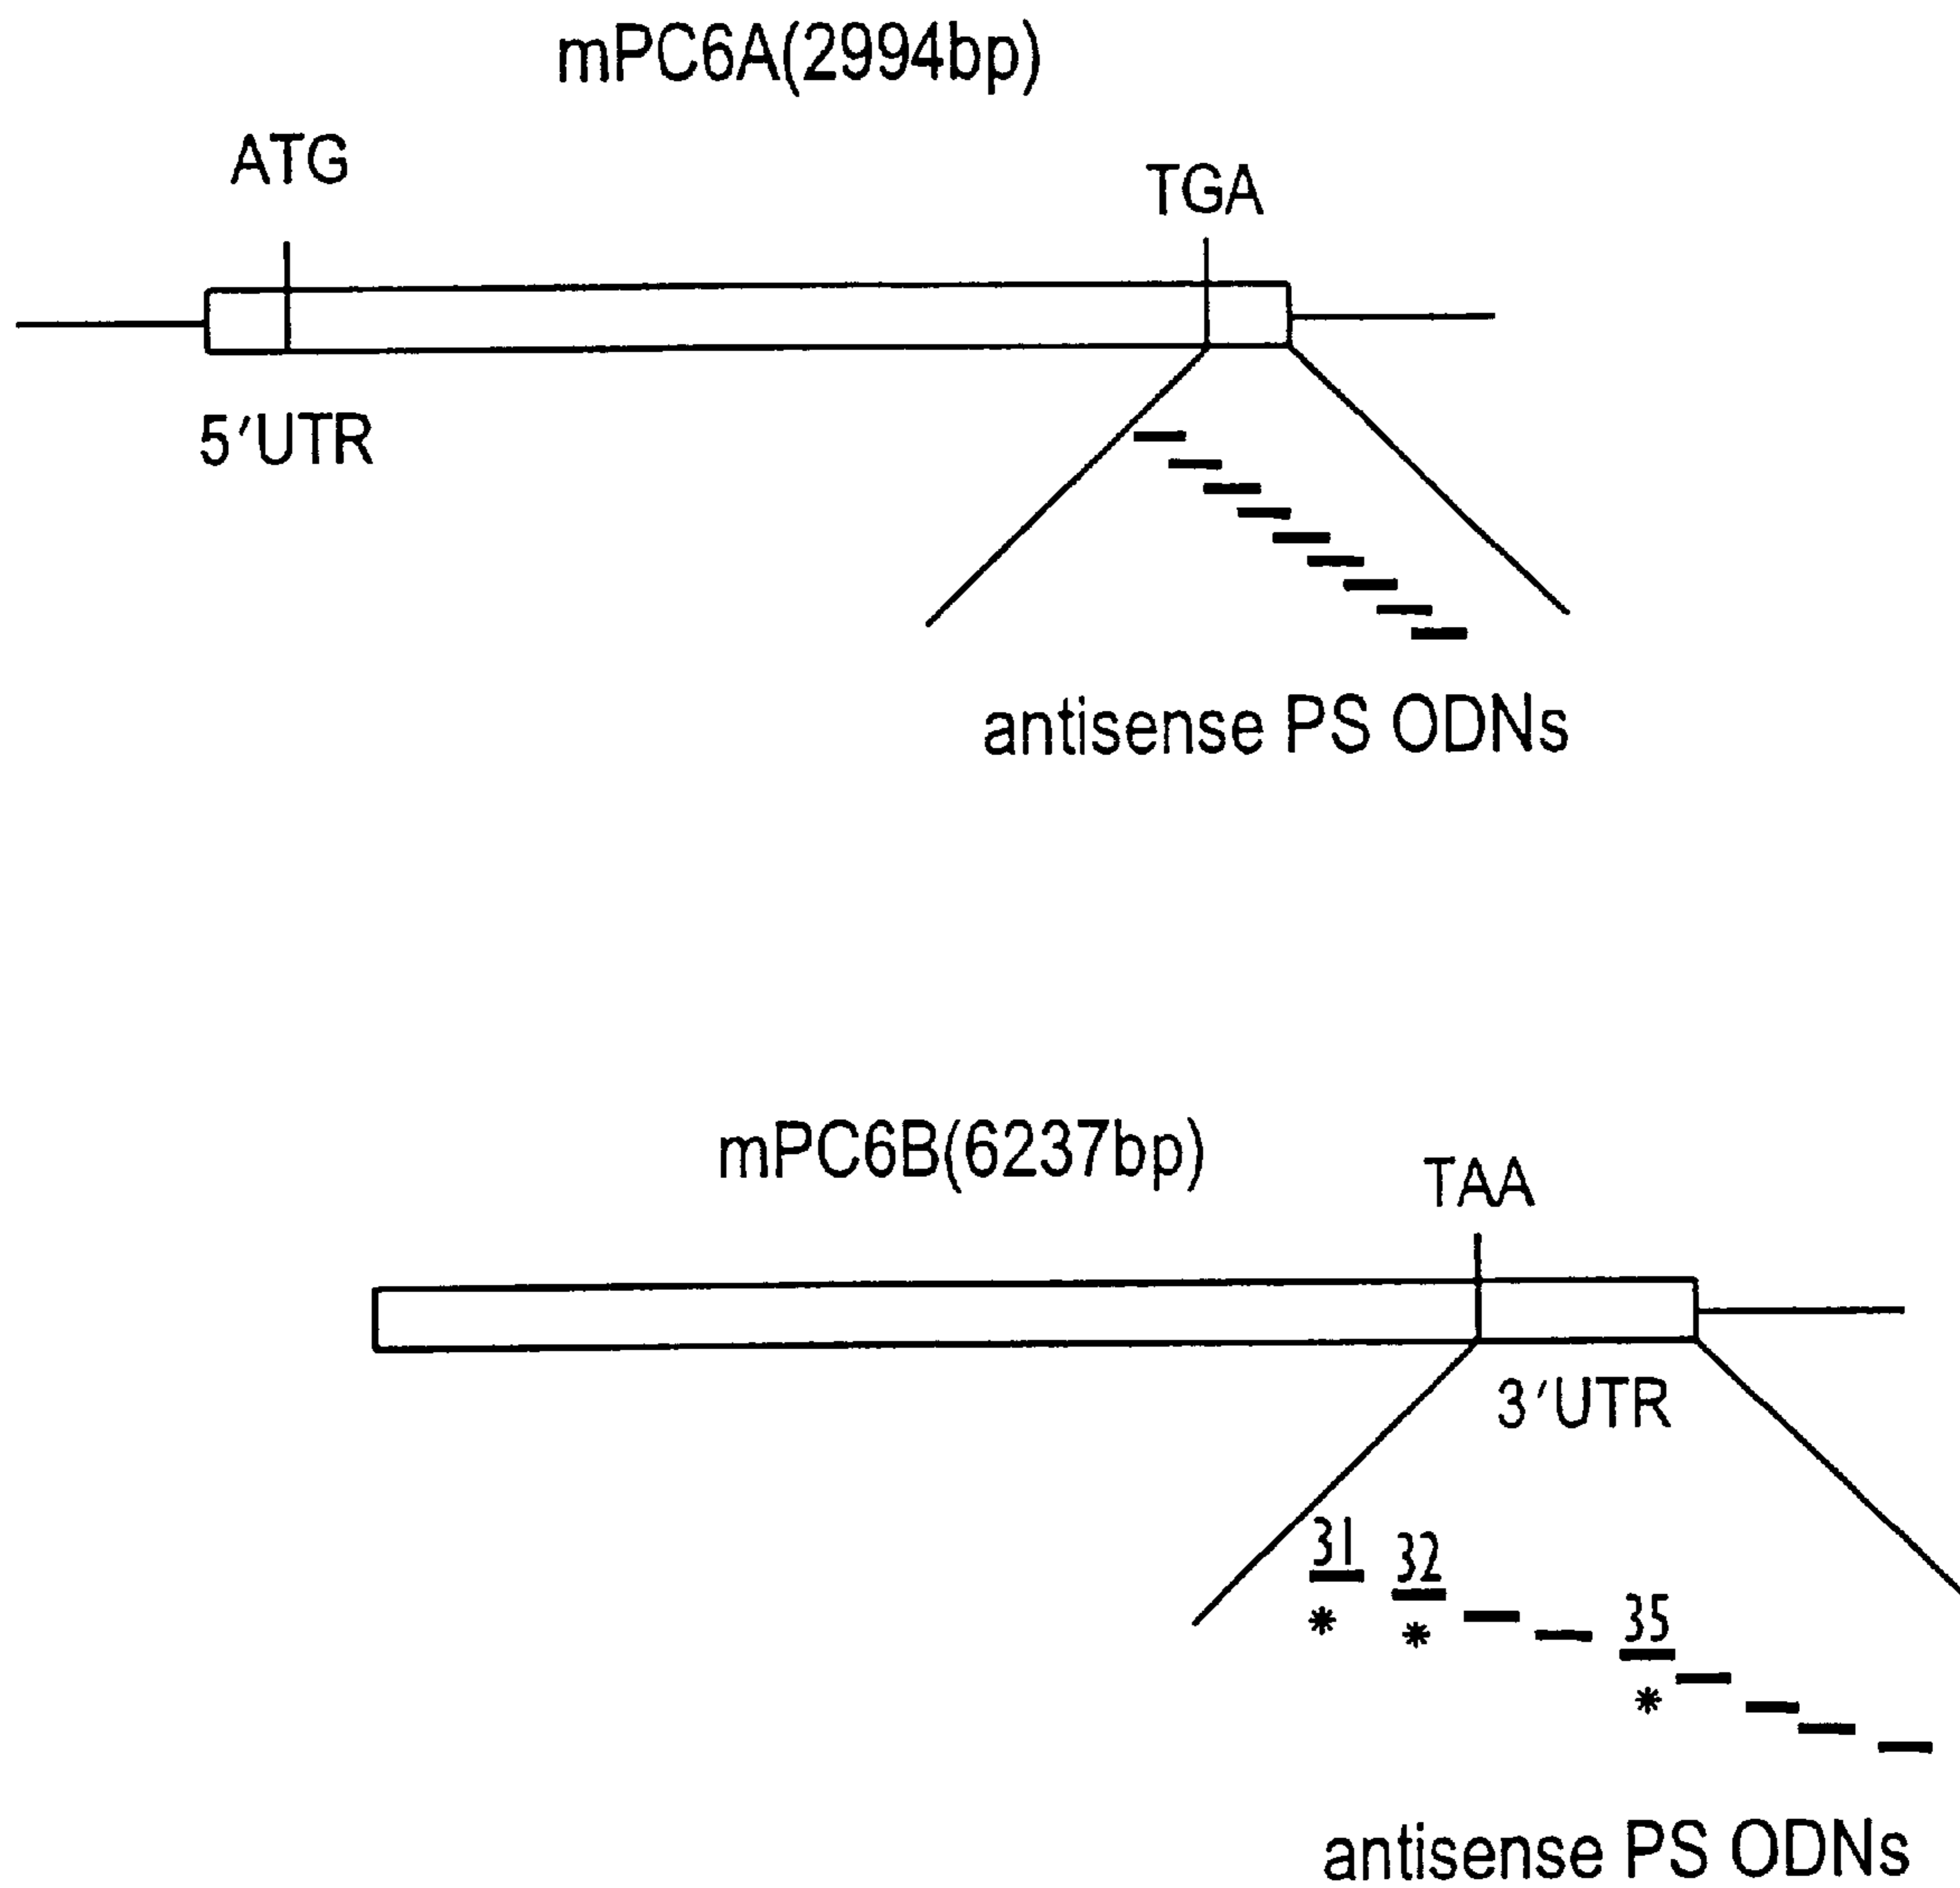 mPC6A(2994bp)
ATG
TGA
5'UTR
antisense PS ODNs
mPC6B(6237bp)
TAA
3'UTR
31
32
35
*
*
*
antisense PS ODNs